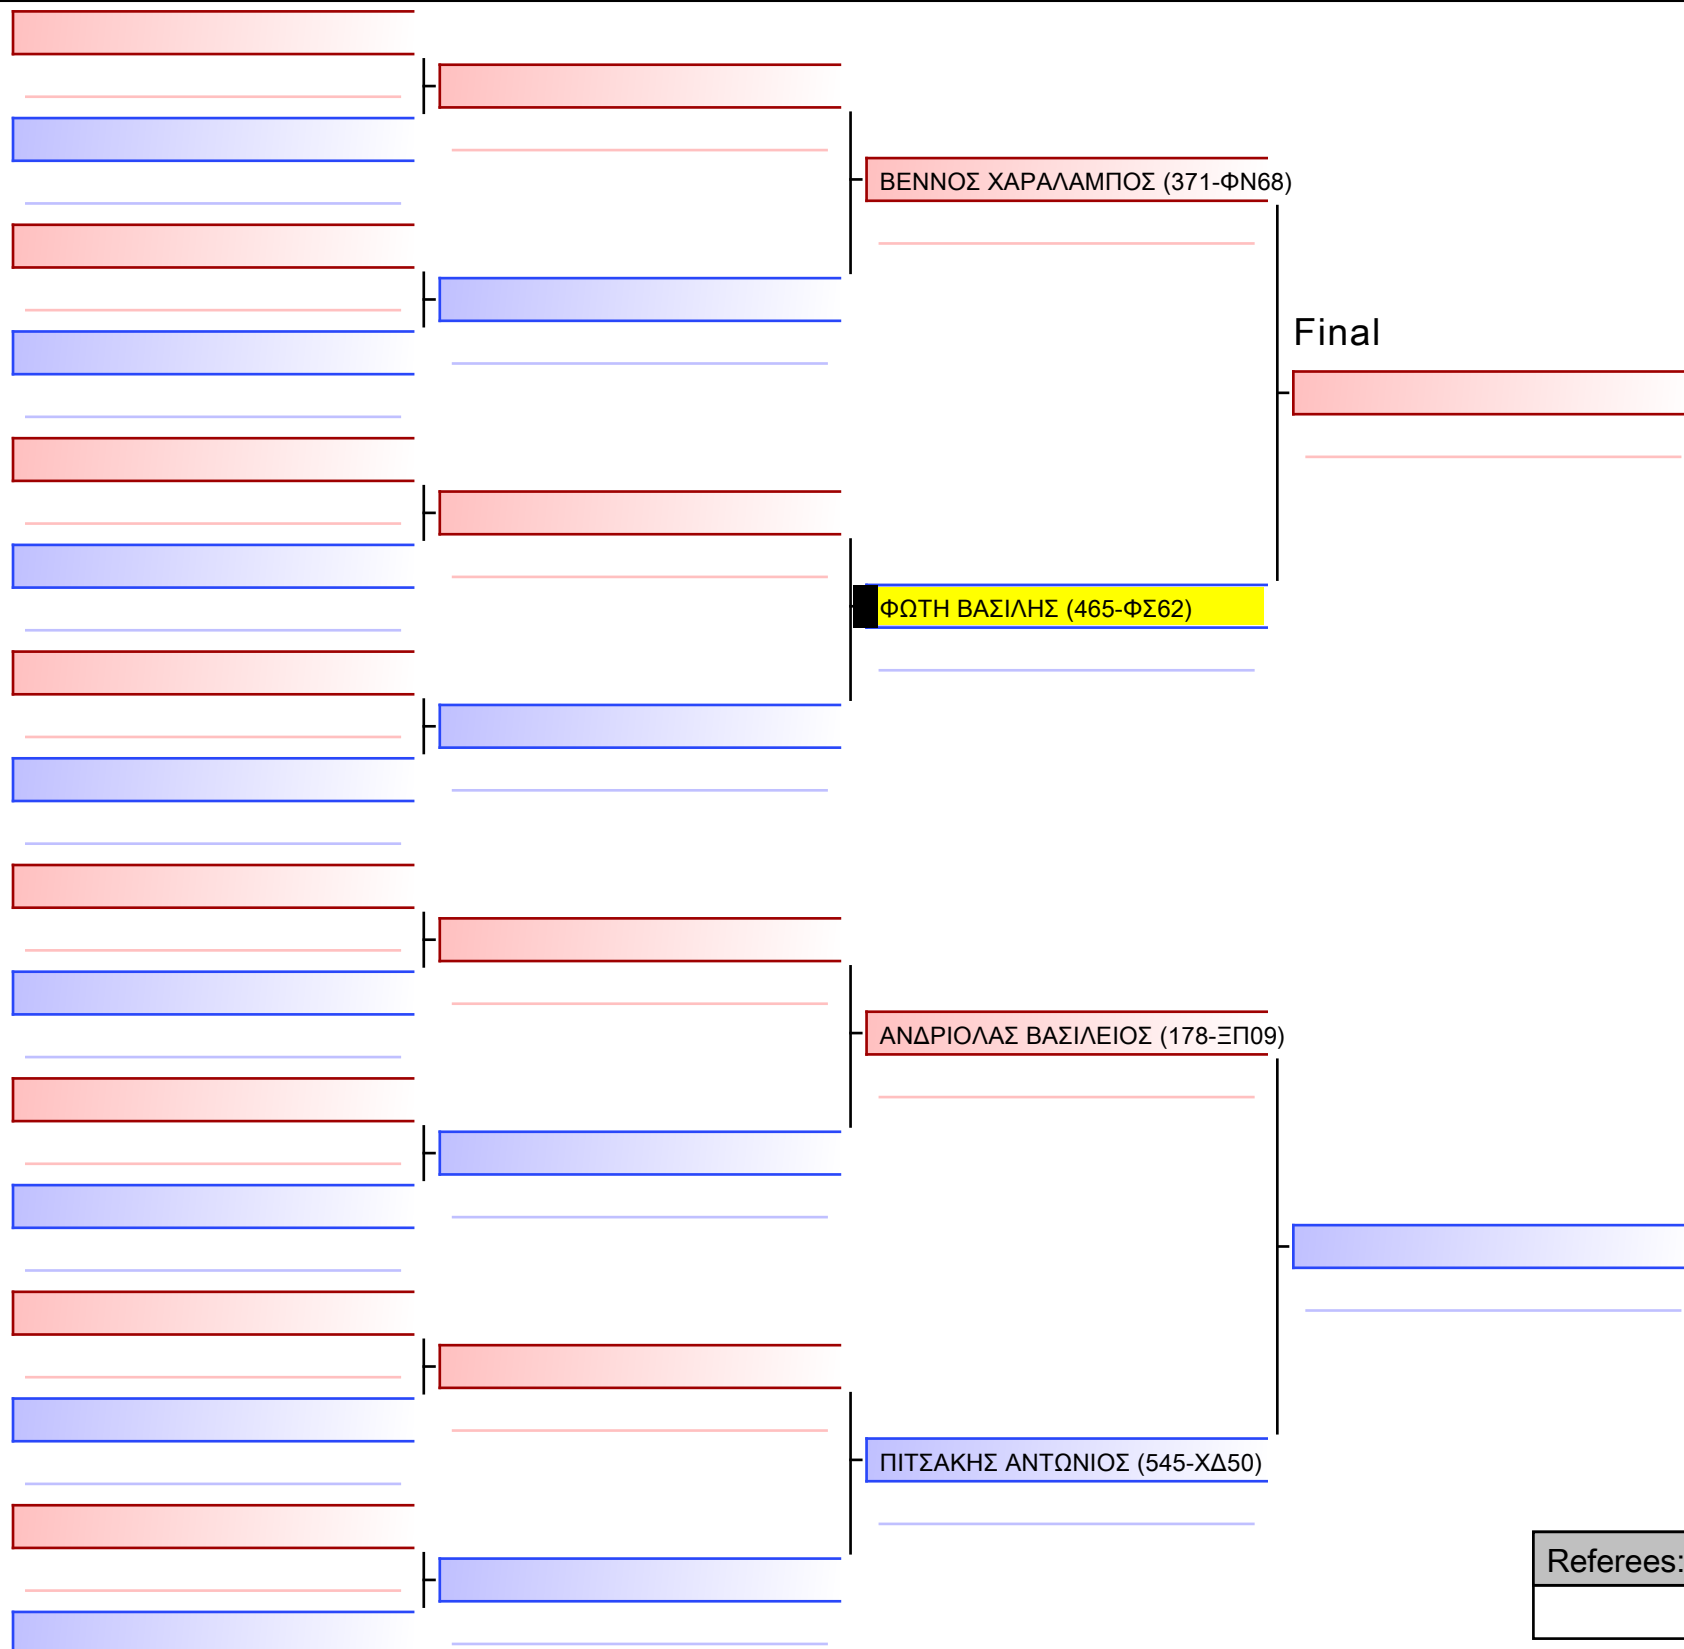 ΒΕΝΝΟΣ ΧΑΡΑΛΑΜΠΟΣ (371-ΦΝ68)
Final
ΦΩΤΗ ΒΑΣΙΛΗΣ (465-ΦΣ62)
ΑΝΔΡΙΟΛΑΣ ΒΑΣΙΛΕΙΟΣ (178-ΞΠ09)
ΠΙΤΣΑΚΗΣ ΑΝΤΩΝΙΟΣ (545-ΧΔ50)
Referees: